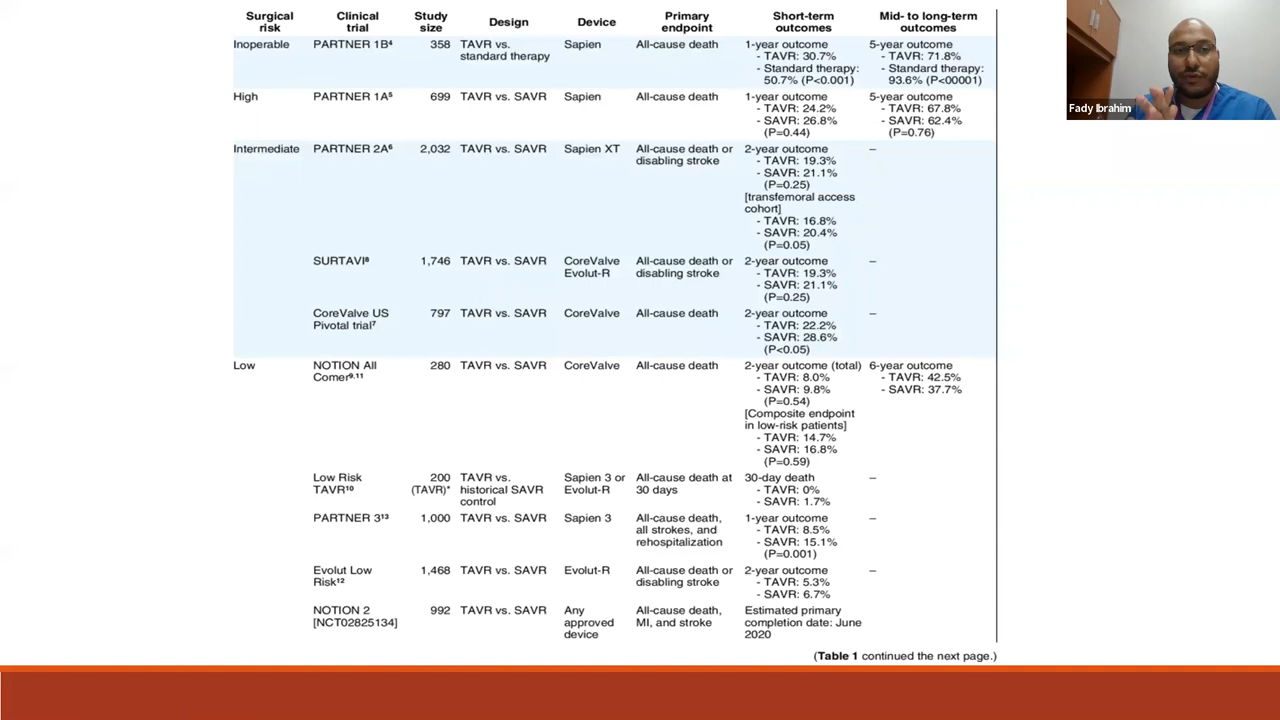 Surgical risk Clinical trial Study size Design Device Primary endpoint Short-term outcomes Mid- to long-term outcomes
Inoperable PARTNER 1B⁴ 358 TAVR vs. standard therapy Sapien All-cause death 1-year outcome 5-year outcome
- TAVR: 30.7% - TAVR: 71.8%
- Standard therapy: - Standard therapy:
50.7% (P<0.001) 93.6% (P<00001)
High PARTNER 1A⁵ 699 TAVR vs. SAVR Sapien All-cause death 1-year outcome 5-year outcome
- TAVR: 24.2% - TAVR: 67.8%
- SAVR: 26.8% - SAVR: 62.4%
(P=0.44) (P=0.76)
Intermediate PARTNER 2A⁶ 2,032 TAVR vs. SAVR Sapien XT All-cause death or 2-year outcome –
disabling stroke - TAVR: 19.3%
- SAVR: 21.1%
(P=0.25)
[transfemoral access
cohort]
- TAVR: 16.8%
- SAVR: 20.4%
(P=0.05)
SURTAVI⁸ 1,746 TAVR vs. SAVR CoreValve All-cause death or 2-year outcome –
Evolut-R disabling stroke - TAVR: 19.3%
- SAVR: 21.1%
(P=0.25)
CoreValve US 797 TAVR vs. SAVR CoreValve All-cause death 2-year outcome –
Pivotal trial⁷ - TAVR: 22.2%
- SAVR: 28.6%
(P<0.05)
Low NOTION All 280 TAVR vs. SAVR CoreValve All-cause death 2-year outcome (total) 6-year outcome
Comer⁹·¹¹ - TAVR: 8.0% - TAVR: 42.5%
- SAVR: 9.8% - SAVR: 37.7%
(P=0.54)
[Composite endpoint
in low-risk patients]
- TAVR: 14.7%
- SAVR: 16.8%
(P=0.59)
Low Risk 200 TAVR vs. Sapien 3 or All-cause death at 30-day death –
TAVR¹⁰ (TAVR)* historical SAVR Evolut-R 30 days - TAVR: 0%
control - SAVR: 1.7%
PARTNER 3¹³ 1,000 TAVR vs. SAVR Sapien 3 All-cause death, 1-year outcome –
all strokes, and - TAVR: 8.5%
rehospitalization - SAVR: 15.1%
(P=0.001)
Evolut Low 1,468 TAVR vs. SAVR Evolut-R All-cause death or 2-year outcome –
Risk¹² disabling stroke - TAVR: 5.3%
- SAVR: 6.7%
NOTION 2 992 TAVR vs. SAVR Any All-cause death, Estimated primary
[NCT02825134] approved MI, and stroke completion date: June
device 2020
(Table 1 continued the next page.)
Fady Ibrahim